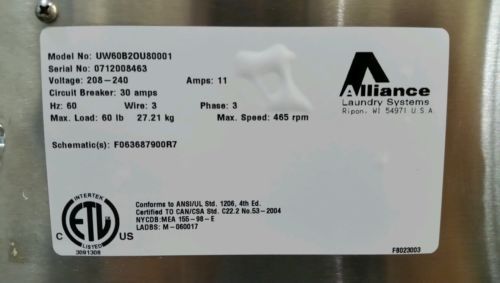 Model No: UW60B2OU80001
Serial No: 0712008463
Voltage: 208-240 Amps: 11
Circuit Breaker: 30 amps
Hz: 60 Wire: 3 Phase: 3
Max. Load: 60 lb 27.21 kg Max. Speed: 465 rpm
Schematic(s): F063687900R7
Alliance
Laundry Systems
Ripon, WI 54971 U.S.A.
INTERTEK
ETL
C US
LISTED
3091308
Conforms to ANSI/UL Std. 1206, 4th Ed.
Certified TO CAN/CSA Std. C22.2 No.53-2004
NYCDB:MEA 155-98-E
LADBS: M-060017
F8023003